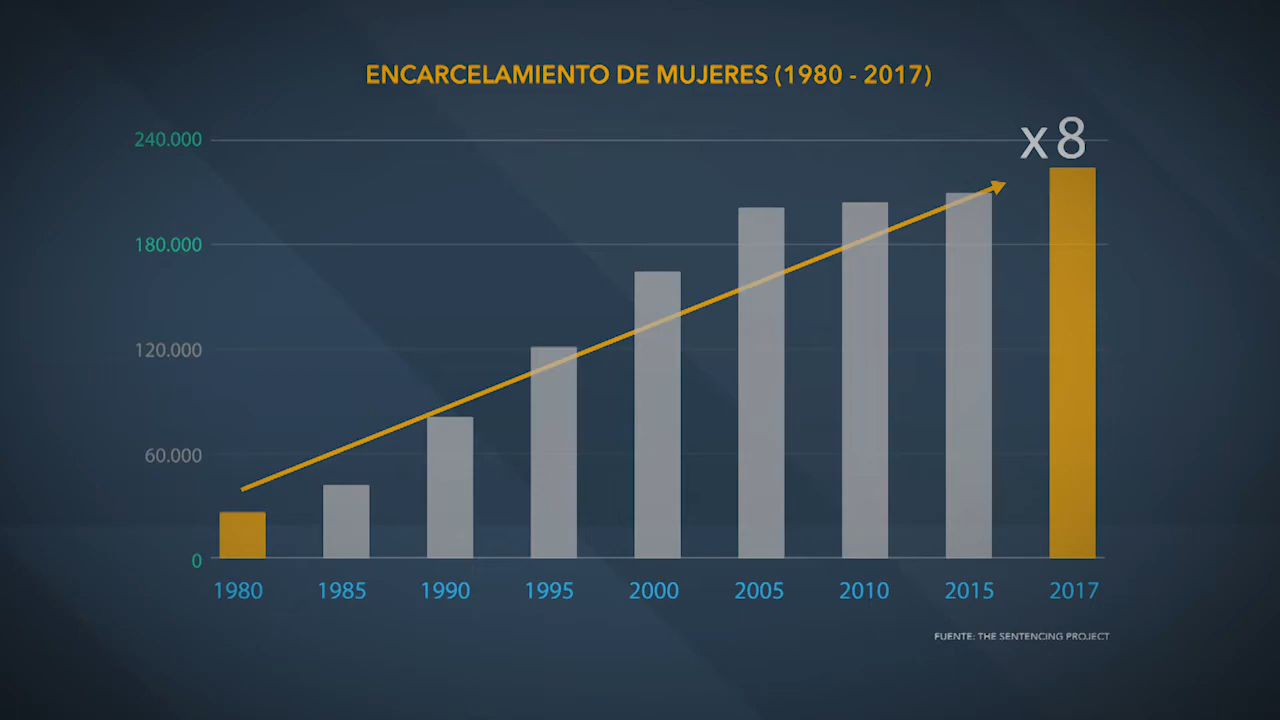 ENCARCELAMIENTO DE MUJERES (1980 - 2017)
x 8
240.000
180.000
120.000
60.000
0
1980 1985 1990 1995 2000 2005 2010 2015 2017
FUENTE: THE SENTENCING PROJECT